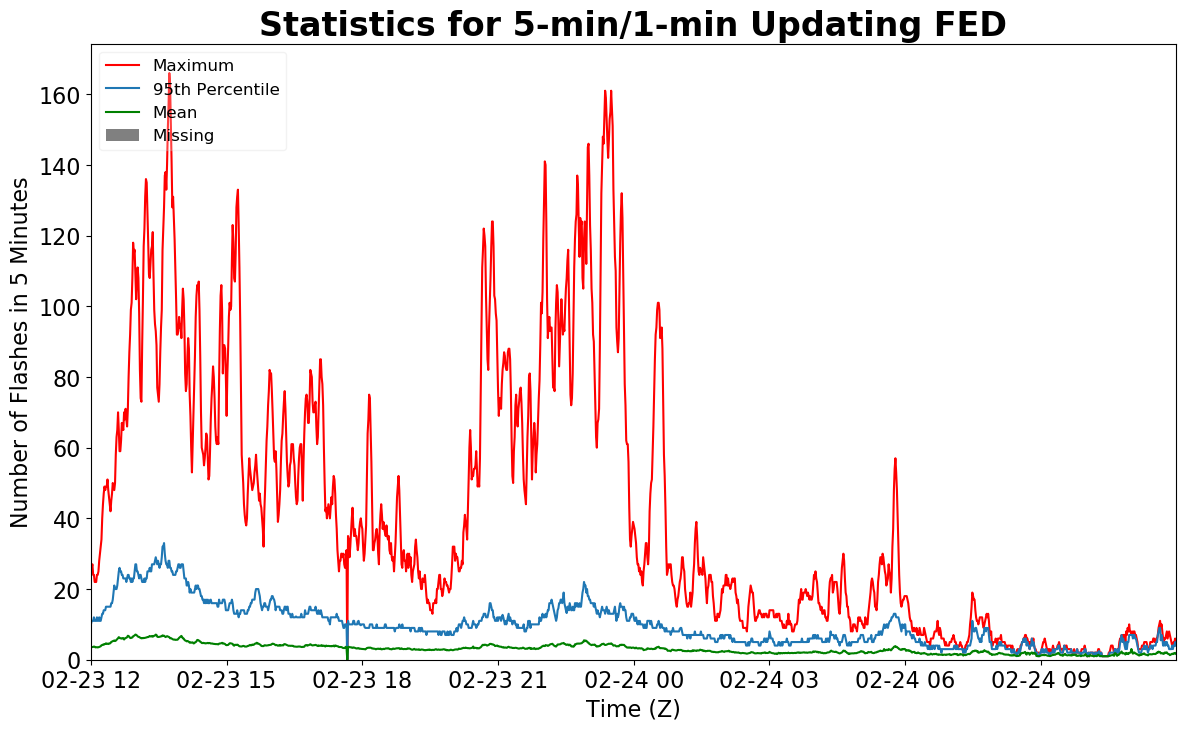 Statistics for 5-min/1-min Updating FED
Number of Flashes in 5 Minutes
160
140
120
100
80
60
40
20
0
Maximum
95th Percentile
Mean
Missing
02-23 12
02-23 15
02-23 18
02-23 21
02-24 00
02-24 03
02-24 06
02-24 09
Time (Z)